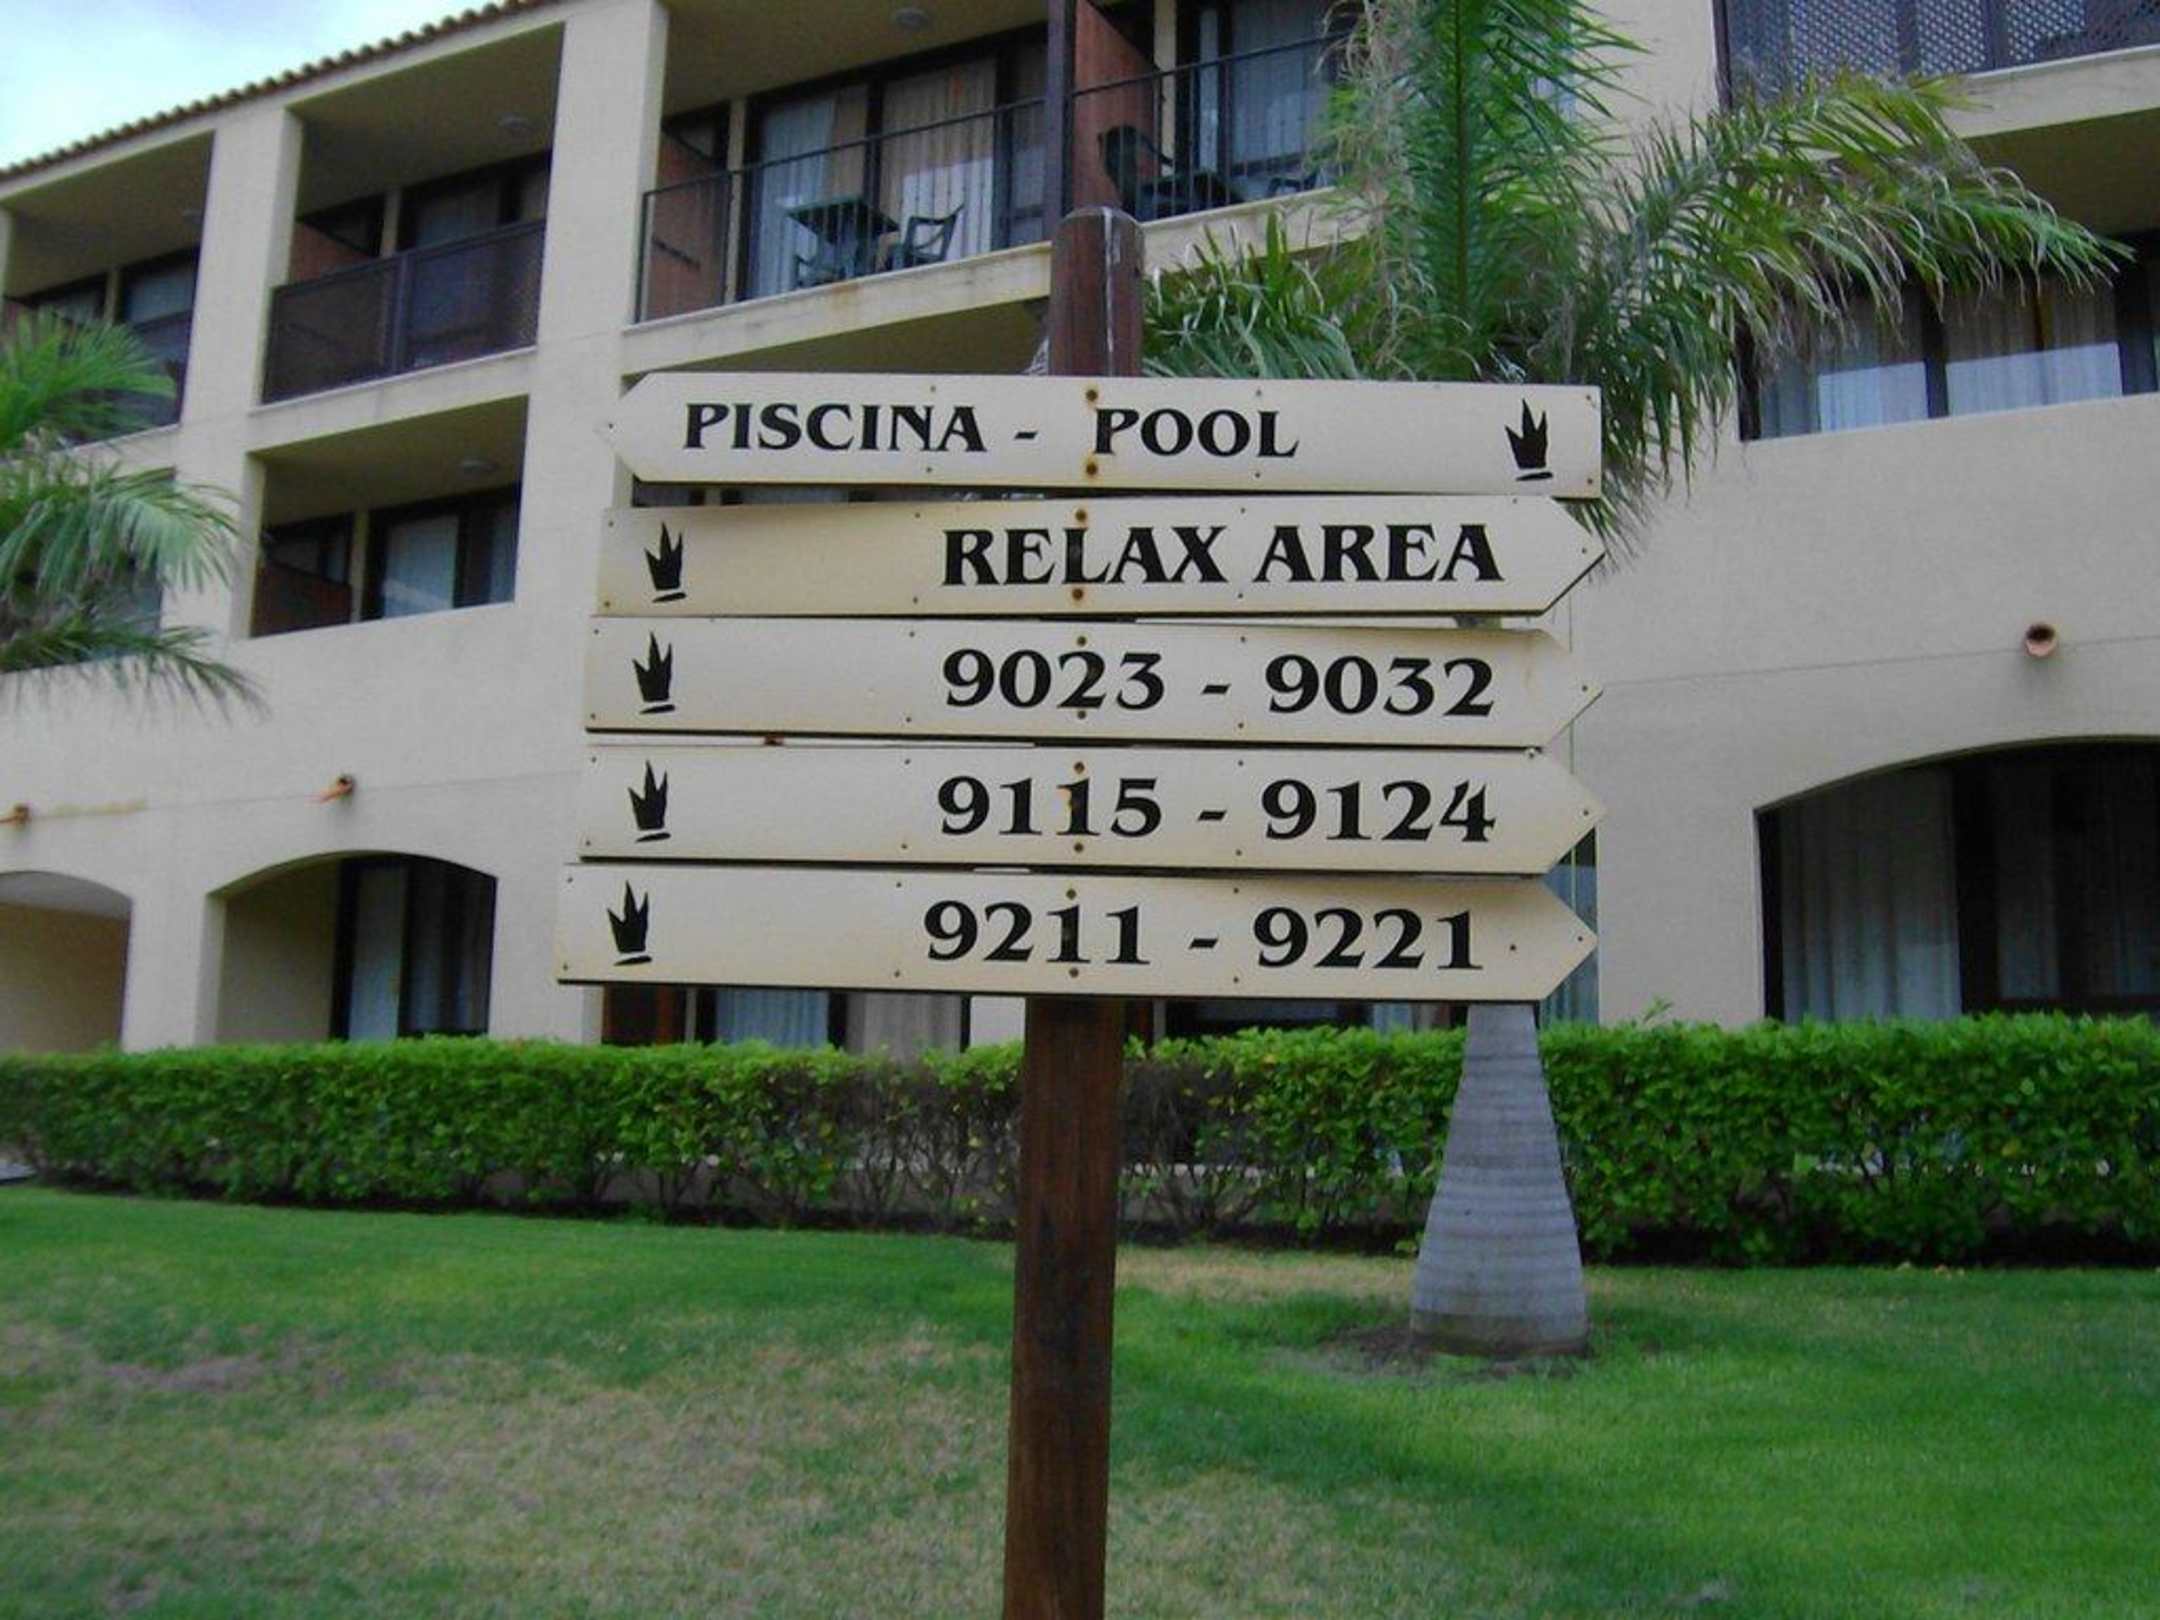 PISCINA - POOL
RELAX AREA
9023 - 9032
9115 - 9124
9211 - 9221